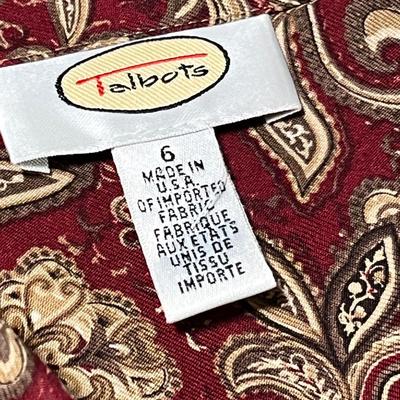 Talbots
6
MADE IN
U.S.A.
OF IMPORTED
FABRIC
FABRIQUE
AUX ETATS
UNIS DE
TISSU
IMPORTE